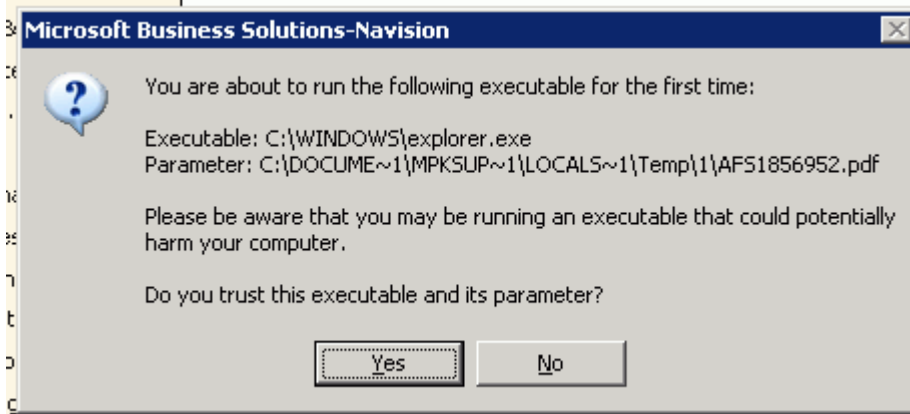 Microsoft Business Solutions-Navision
You are about to run the following executable for the first time:
Executable: C:\WINDOWS\explorer.exe
Parameter: C:\DOCUME~1\MPKSUP~1\LOCALS~1\Temp\1\AFS1856952.pdf
Please be aware that you may be running an executable that could potentially
harm your computer.
Do you trust this executable and its parameter?
Yes
No